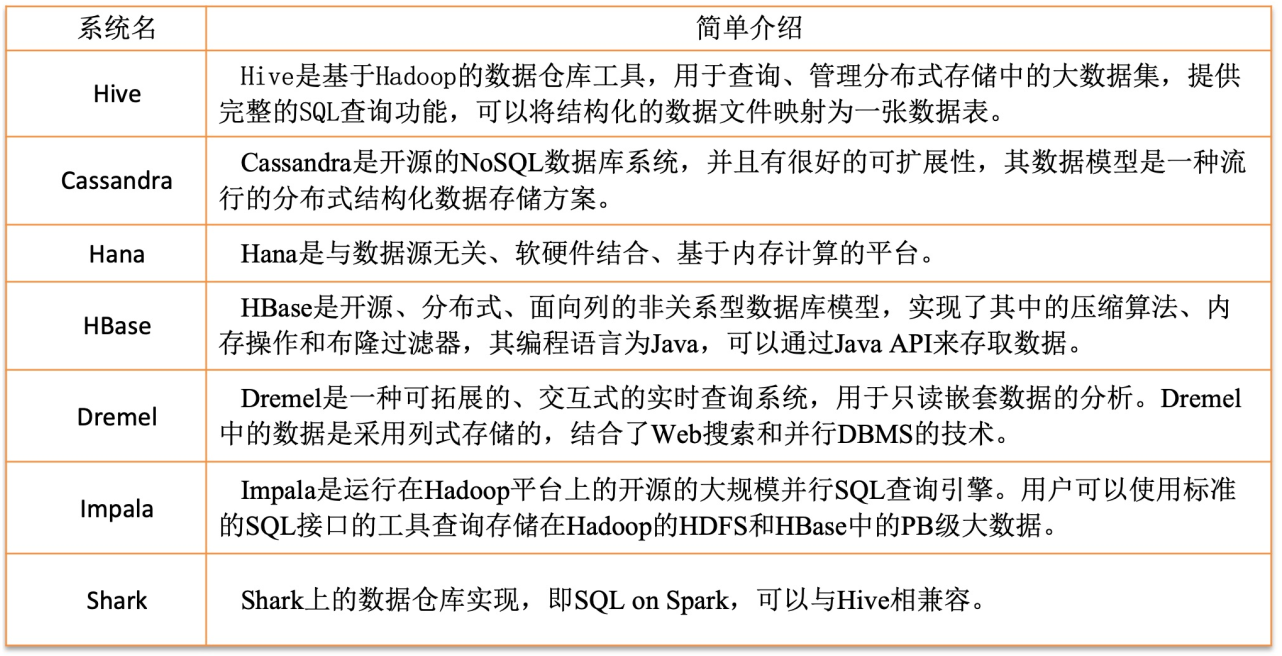 系统名
简单介绍
Hive
Hive是基于Hadoop的数据仓库工具，用于查询、管理分布式存储中的大数据集，提供
完整的SQL查询功能，可以将结构化的数据文件映射为一张数据表。
Cassandra
Cassandra是开源的NoSQL数据库系统，并且有很好的可扩展性，其数据模型是一种流
行的分布式结构化数据存储方案。
Hana
Hana是与数据源无关、软硬件结合、基于内存计算的平台。
HBase
HBase是开源、分布式、面向列的非关系型数据库模型，实现了其中的压缩算法、内
存操作和布隆过滤器，其编程语言为Java，可以通过Java API来存取数据。
Dremel
Dremel是一种可拓展的、交互式的实时查询系统，用于只读嵌套数据的分析。Dremel
中的数据是采用列式存储的，结合了Web搜索和并行DBMS的技术。
Impala
Impala是运行在Hadoop平台上的开源的大规模并行SQL查询引擎。用户可以使用标准
的SQL接口的工具查询存储在Hadoop的HDFS和HBase中的PB级大数据。
Shark
Shark上的数据仓库实现，即SQL on Spark，可以与Hive相兼容。